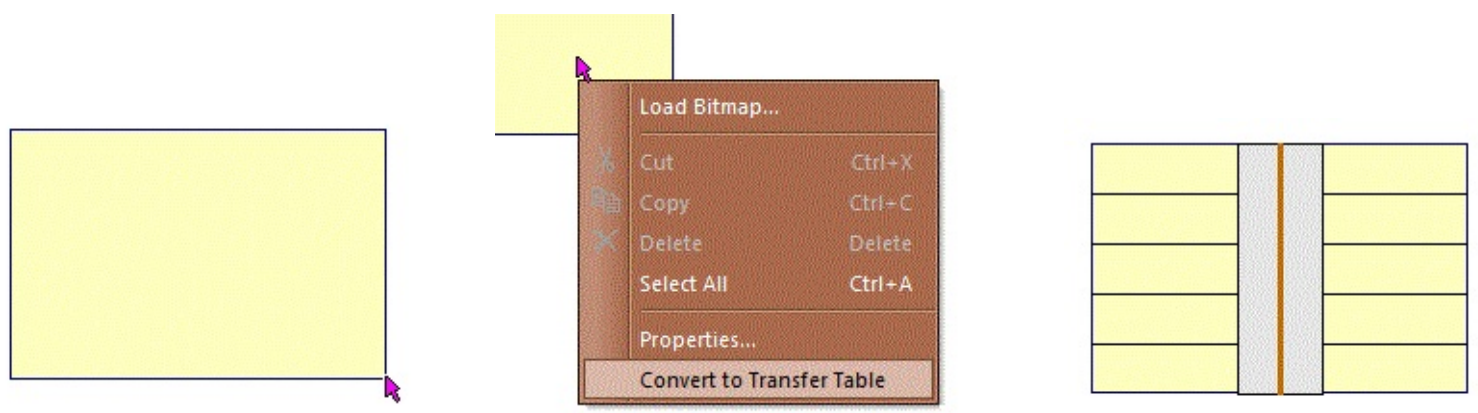 Load Bitmap...
Cut Ctrl+X
Copy Ctrl+C
Delete Delete
Select All Ctrl+A
Properties...
Convert to Transfer Table